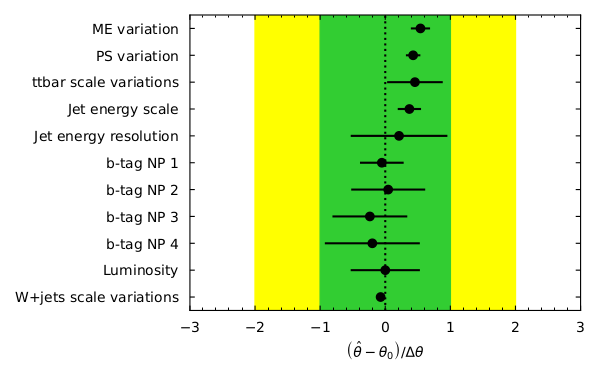 ME variation
PS variation
ttbar scale variations
Jet energy scale
Jet energy resolution
b-tag NP 1
b-tag NP 2
b-tag NP 3
b-tag NP 4
Luminosity
W+jets scale variations
−3 −2 −1 0 1 2 3
(θ̂ − θ₀)/Δθ